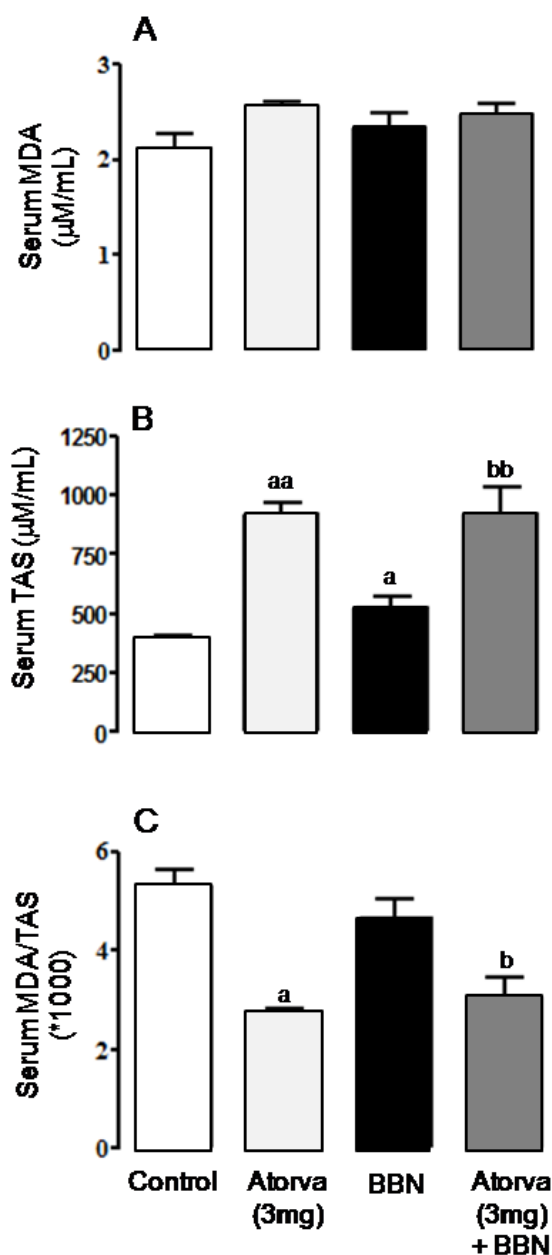 A
Serum MDA
(µM/mL)
3
2
1
0
B
Serum TAS (µM/mL)
1250
1000
750
500
250
0
aa
a
bb
C
Serum MDA/TAS
(*1000)
6
4
2
0
a
b
Control
Atorva
(3mg)
BBN
Atorva
(3mg)
+ BBN